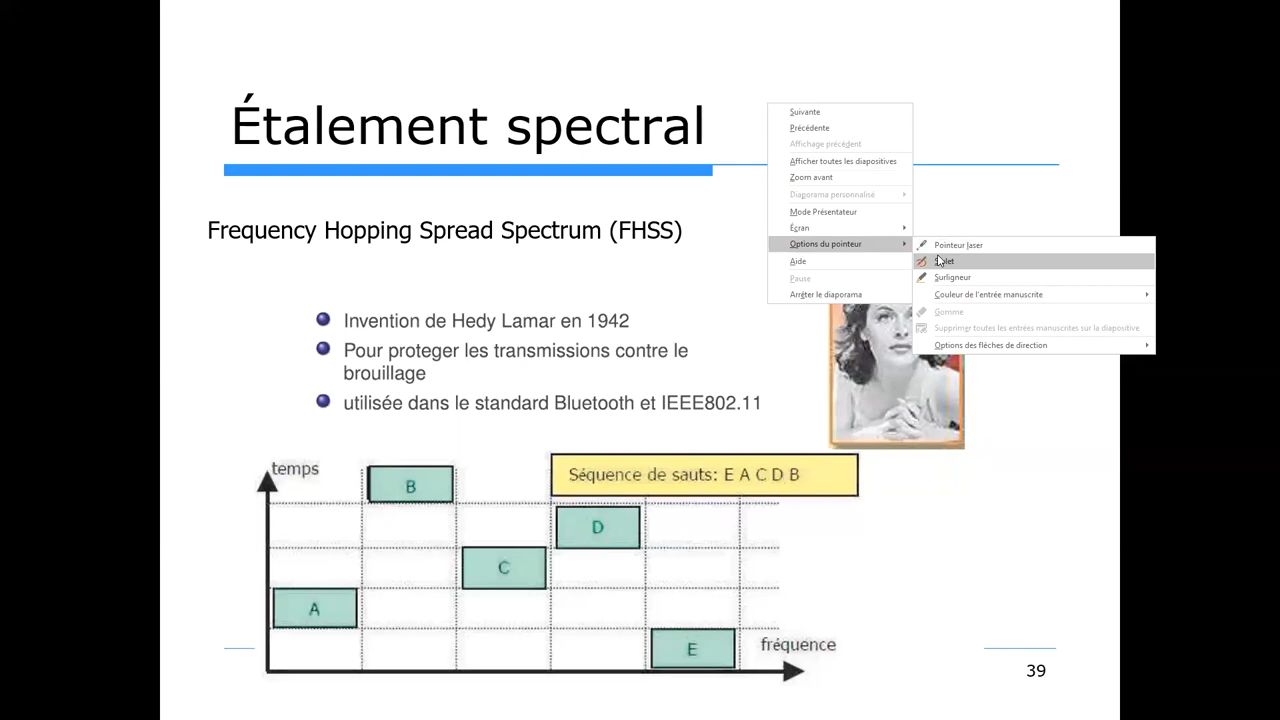 Étalement spectral
Frequency Hopping Spread Spectrum (FHSS)
Invention de Hedy Lamar en 1942
Pour proteger les transmissions contre le
brouillage
utilisée dans le standard Bluetooth et IEEE802.11
Suivante
Précédente
Affichage précédent
Afficher toutes les diapositives
Zoom avant
Diaporama personnalisé
Mode Présentateur
Écran
Options du pointeur
Aide
Pause
Arrêter le diaporama
Pointeur laser
Surligneur
Couleur de l'entrée manuscrite
Gomme
Supprimer toutes les entrées manuscrites sur la diapositive
Options des flèches de direction
temps
Séquence de sauts: E A C D B
B
D
C
A
E
fréquence
39